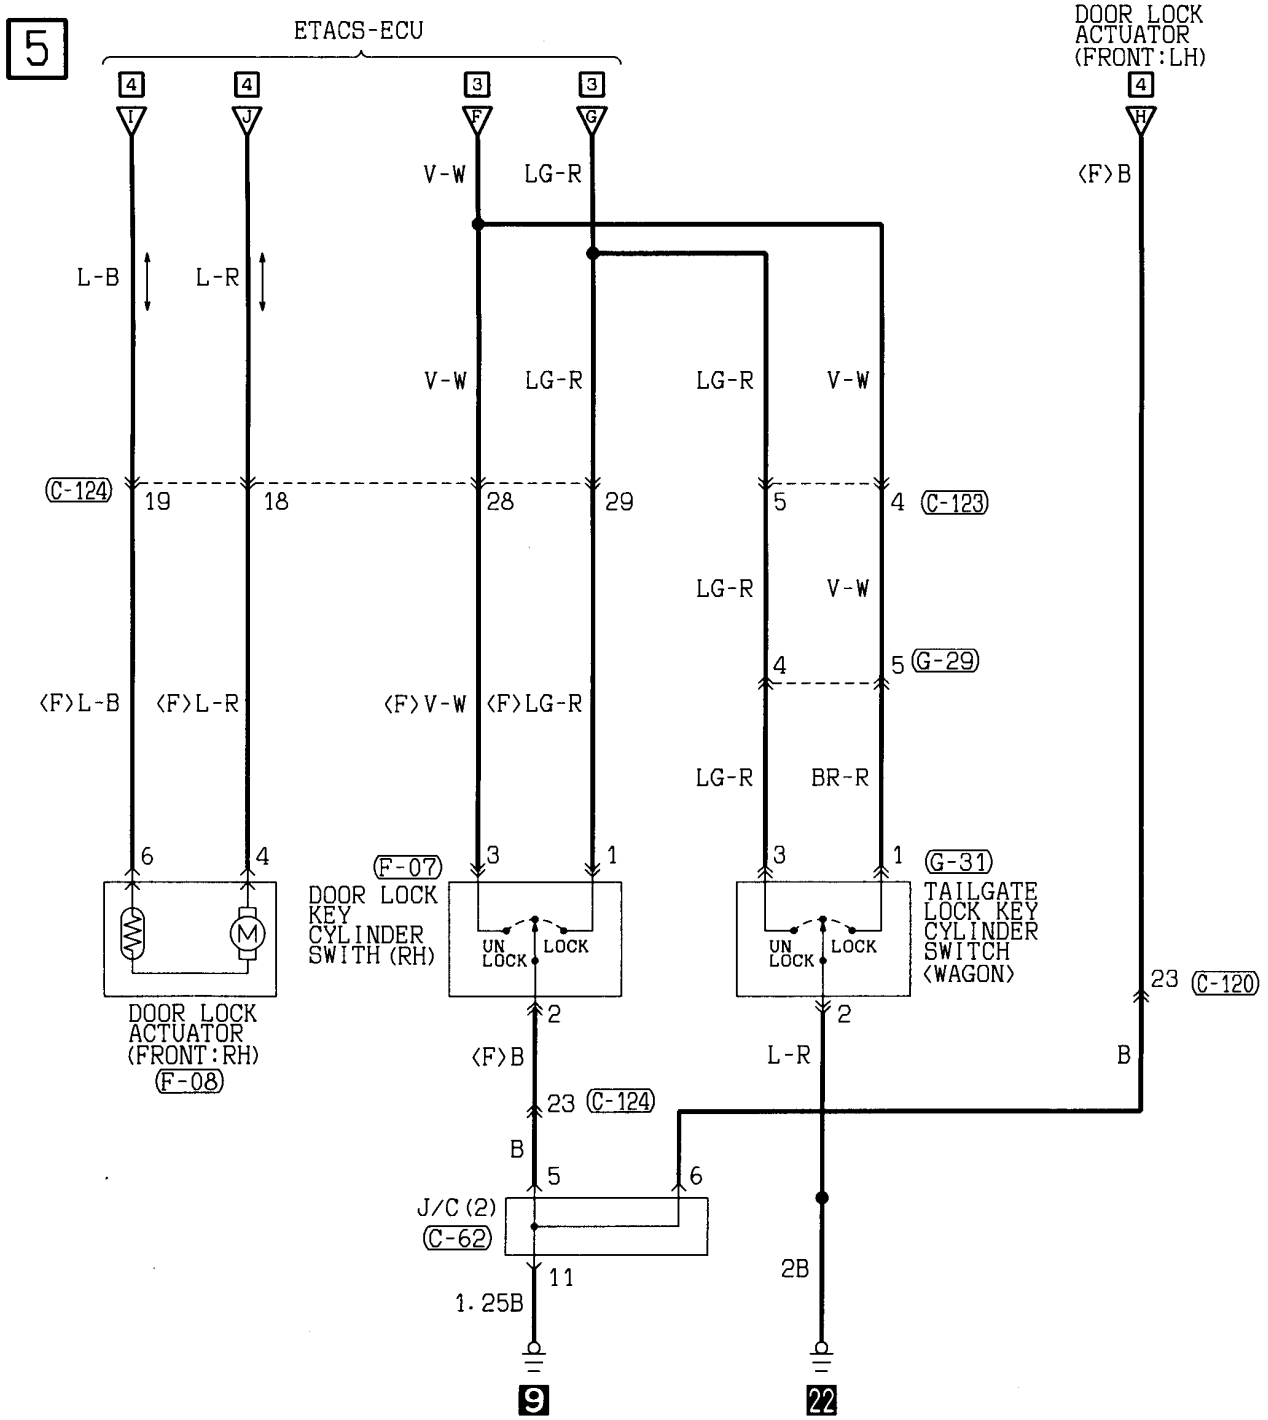 5
ETACS-ECU
DOOR LOCK
ACTUATOR
(FRONT:LH)
4 4 3 3 4
I J F G H
V-W LG-R <F>B
L-B L-R
V-W LG-R LG-R V-W
C-124 19 18 28 29 5 4 C-123
LG-R V-W
4 5 G-29
<F>L-B <F>L-R <F>V-W <F>LG-R
LG-R BR-R
6 4 F-07 3 1 3 1 G-31
DOOR LOCK
KEY
CYLINDER
SWITH(RH)
UN
LOCK
LOCK
UN
LOCK
LOCK
TAILGATE
LOCK KEY
CYLINDER
SWITCH
<WAGON>
M
23 C-120
DOOR LOCK
ACTUATOR
(FRONT:RH)
F-08
2 2
<F>B L-R B
23 C-124
B
5 6
J/C(2)
C-62
11
1.25B
2B
9 22